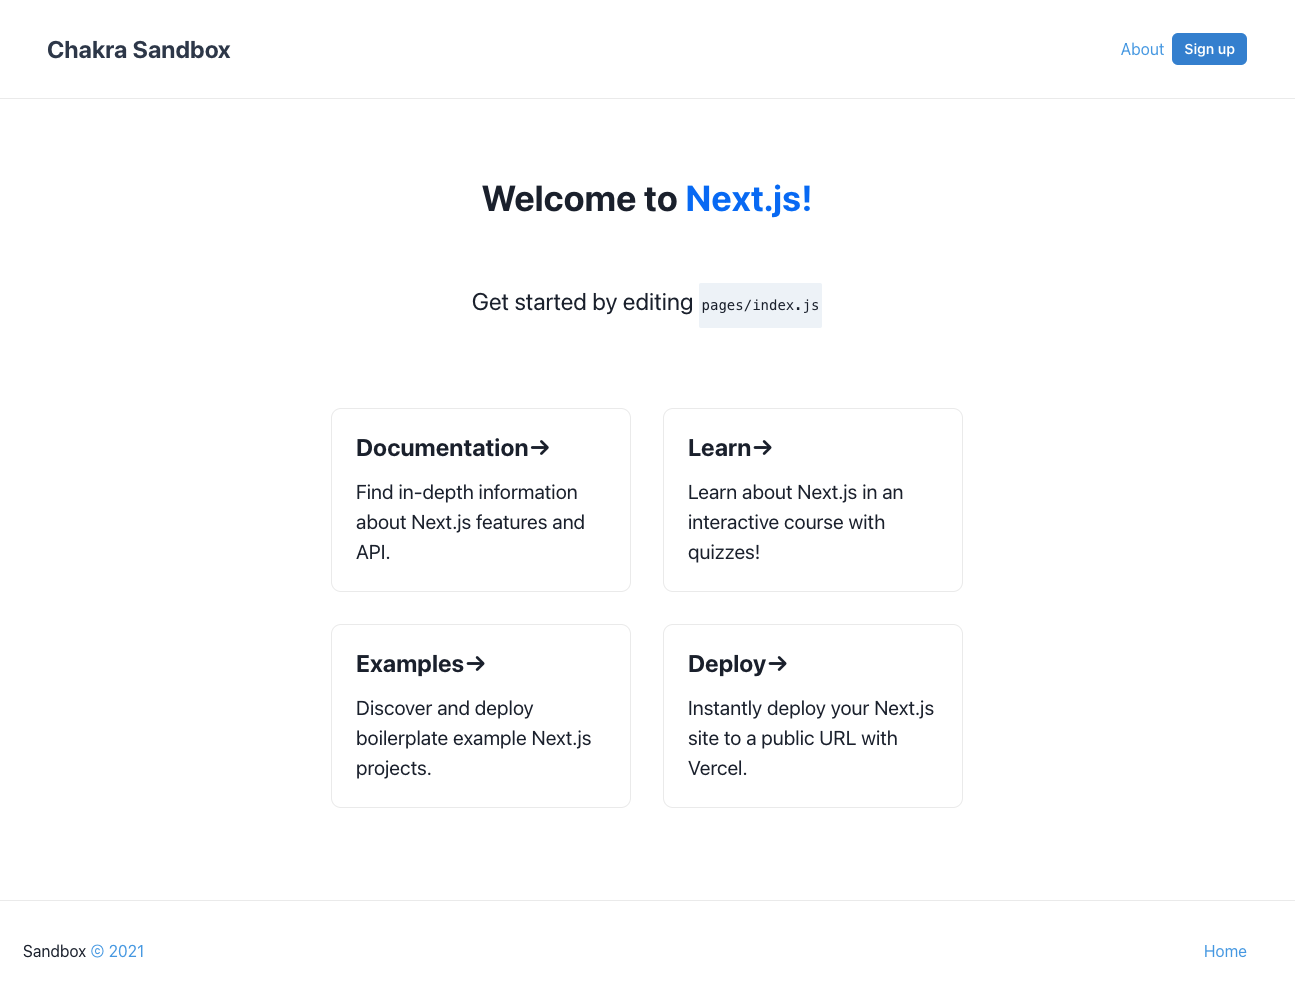 Chakra Sandbox
About
Sign up
Welcome to Next.js!
Get started by editing pages/index.js
Documentation→
Find in-depth information
about Next.js features and
API.
Learn→
Learn about Next.js in an
interactive course with
quizzes!
Examples→
Discover and deploy
boilerplate example Next.js
projects.
Deploy→
Instantly deploy your Next.js
site to a public URL with
Vercel.
Sandbox © 2021
Home